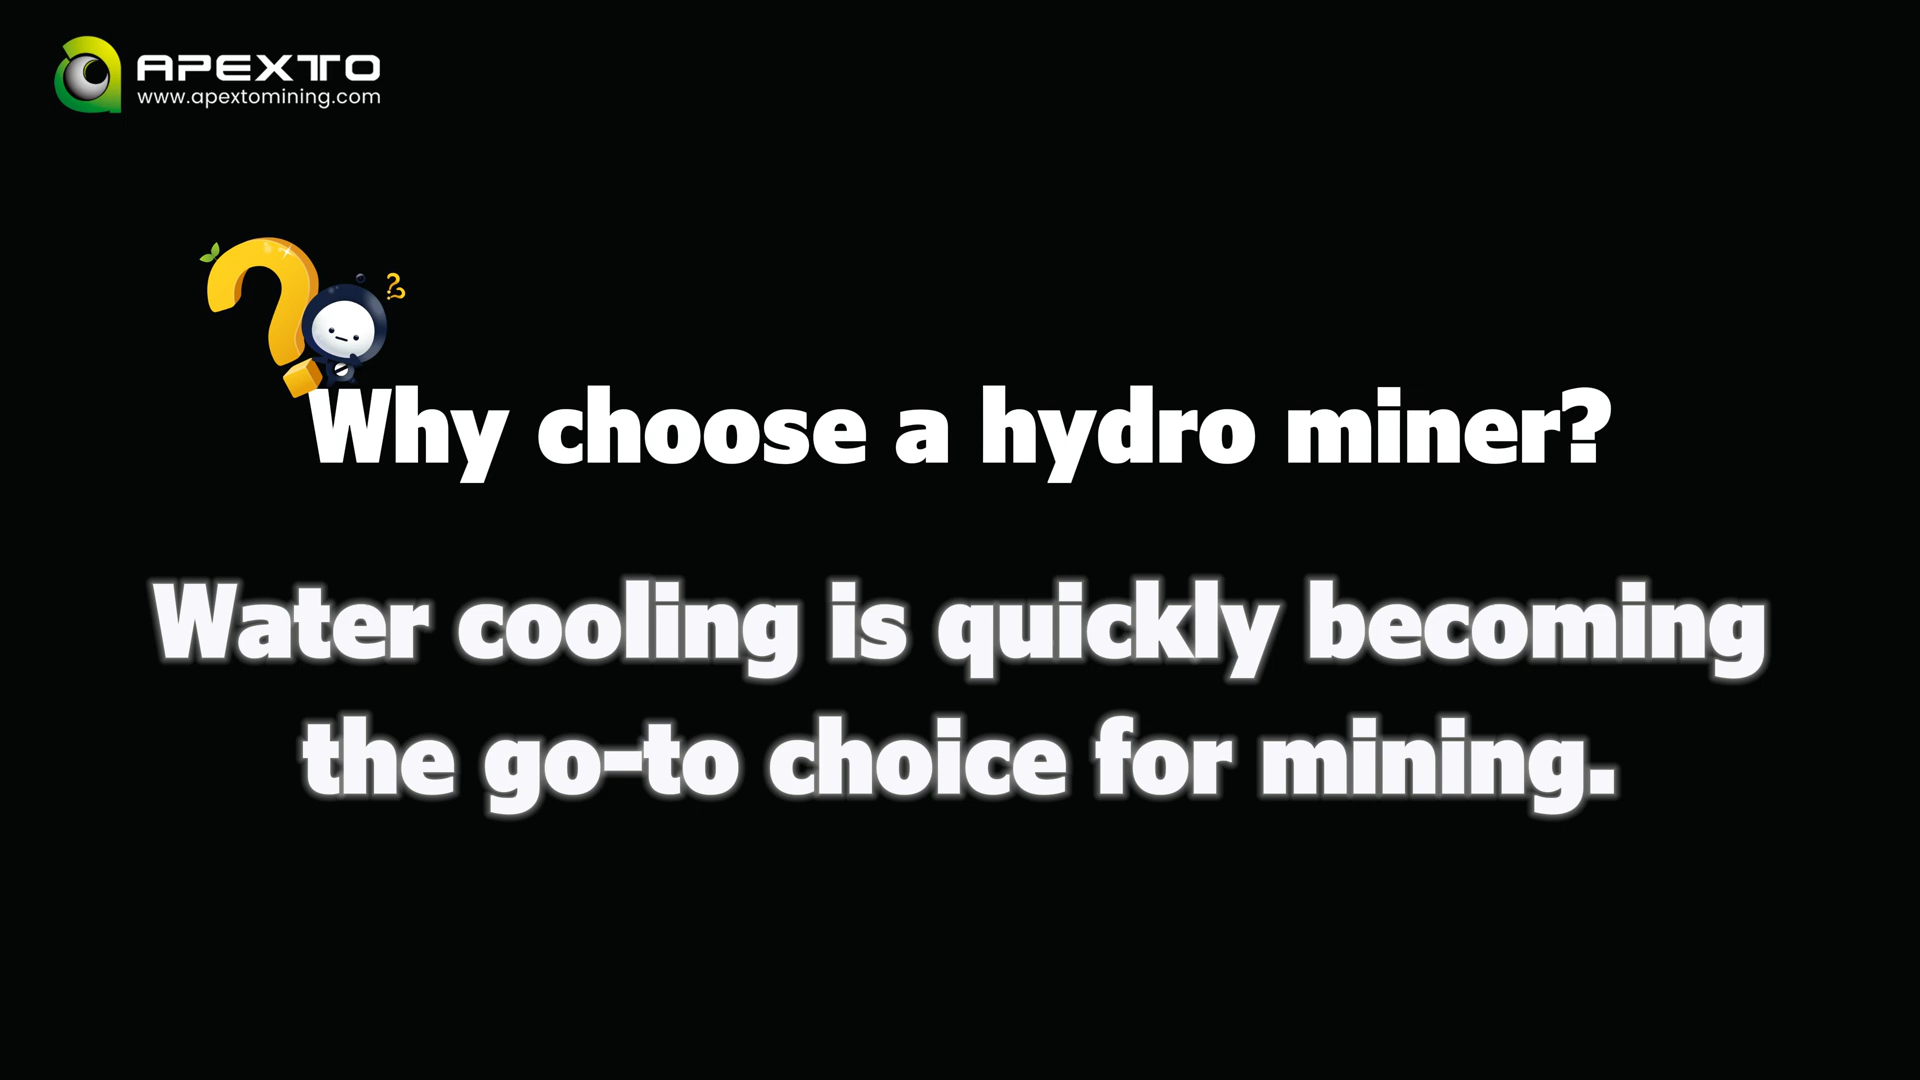 APEXTO
www.apextomining.com
Why choose a hydro miner?
Water cooling is quickly becoming
the go-to choice for mining.